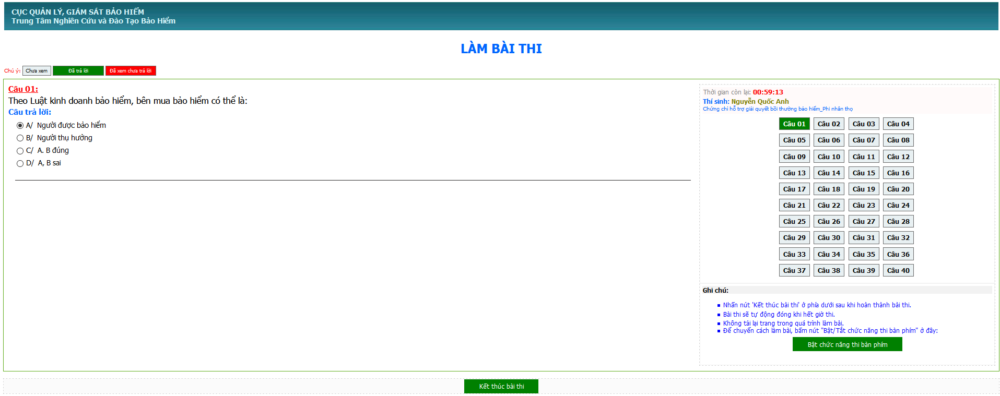 CỤC QUẢN LÝ, GIÁM SÁT BẢO HIỂM
Trung Tâm Nghiên Cứu và Đào Tạo Bảo Hiểm
LÀM BÀI THI
Chú ý: Chưa xem Đã trả lời Đã xem chưa trả lời
Câu 01:
Theo Luật kinh doanh bảo hiểm, bên mua bảo hiểm có thể là:
Câu trả lời:
A/ Người được bảo hiểm
B/ Người thụ hưởng
C/ A. B đúng
D/ A, B sai
Thời gian còn lại: 00:59:13
Thí sinh: Nguyễn Quốc Anh
Chứng chỉ hỗ trợ giải quyết bồi thường bảo hiểm_Phi nhân thọ
Câu 01 Câu 02 Câu 03 Câu 04
Câu 05 Câu 06 Câu 07 Câu 08
Câu 09 Câu 10 Câu 11 Câu 12
Câu 13 Câu 14 Câu 15 Câu 16
Câu 17 Câu 18 Câu 19 Câu 20
Câu 21 Câu 22 Câu 23 Câu 24
Câu 25 Câu 26 Câu 27 Câu 28
Câu 29 Câu 30 Câu 31 Câu 32
Câu 33 Câu 34 Câu 35 Câu 36
Câu 37 Câu 38 Câu 39 Câu 40
Ghi chú:
Nhấn nút 'Kết thúc bài thi' ở phía dưới sau khi hoàn thành bài thi.
Bài thi sẽ tự động đóng khi hết giờ thi.
Không tải lại trang trong quá trình làm bài.
Để chuyển cách làm bài, bấm nút "Bật/Tắt chức năng thi bàn phím" ở đây:
Bật chức năng thi bàn phím
Kết thúc bài thi